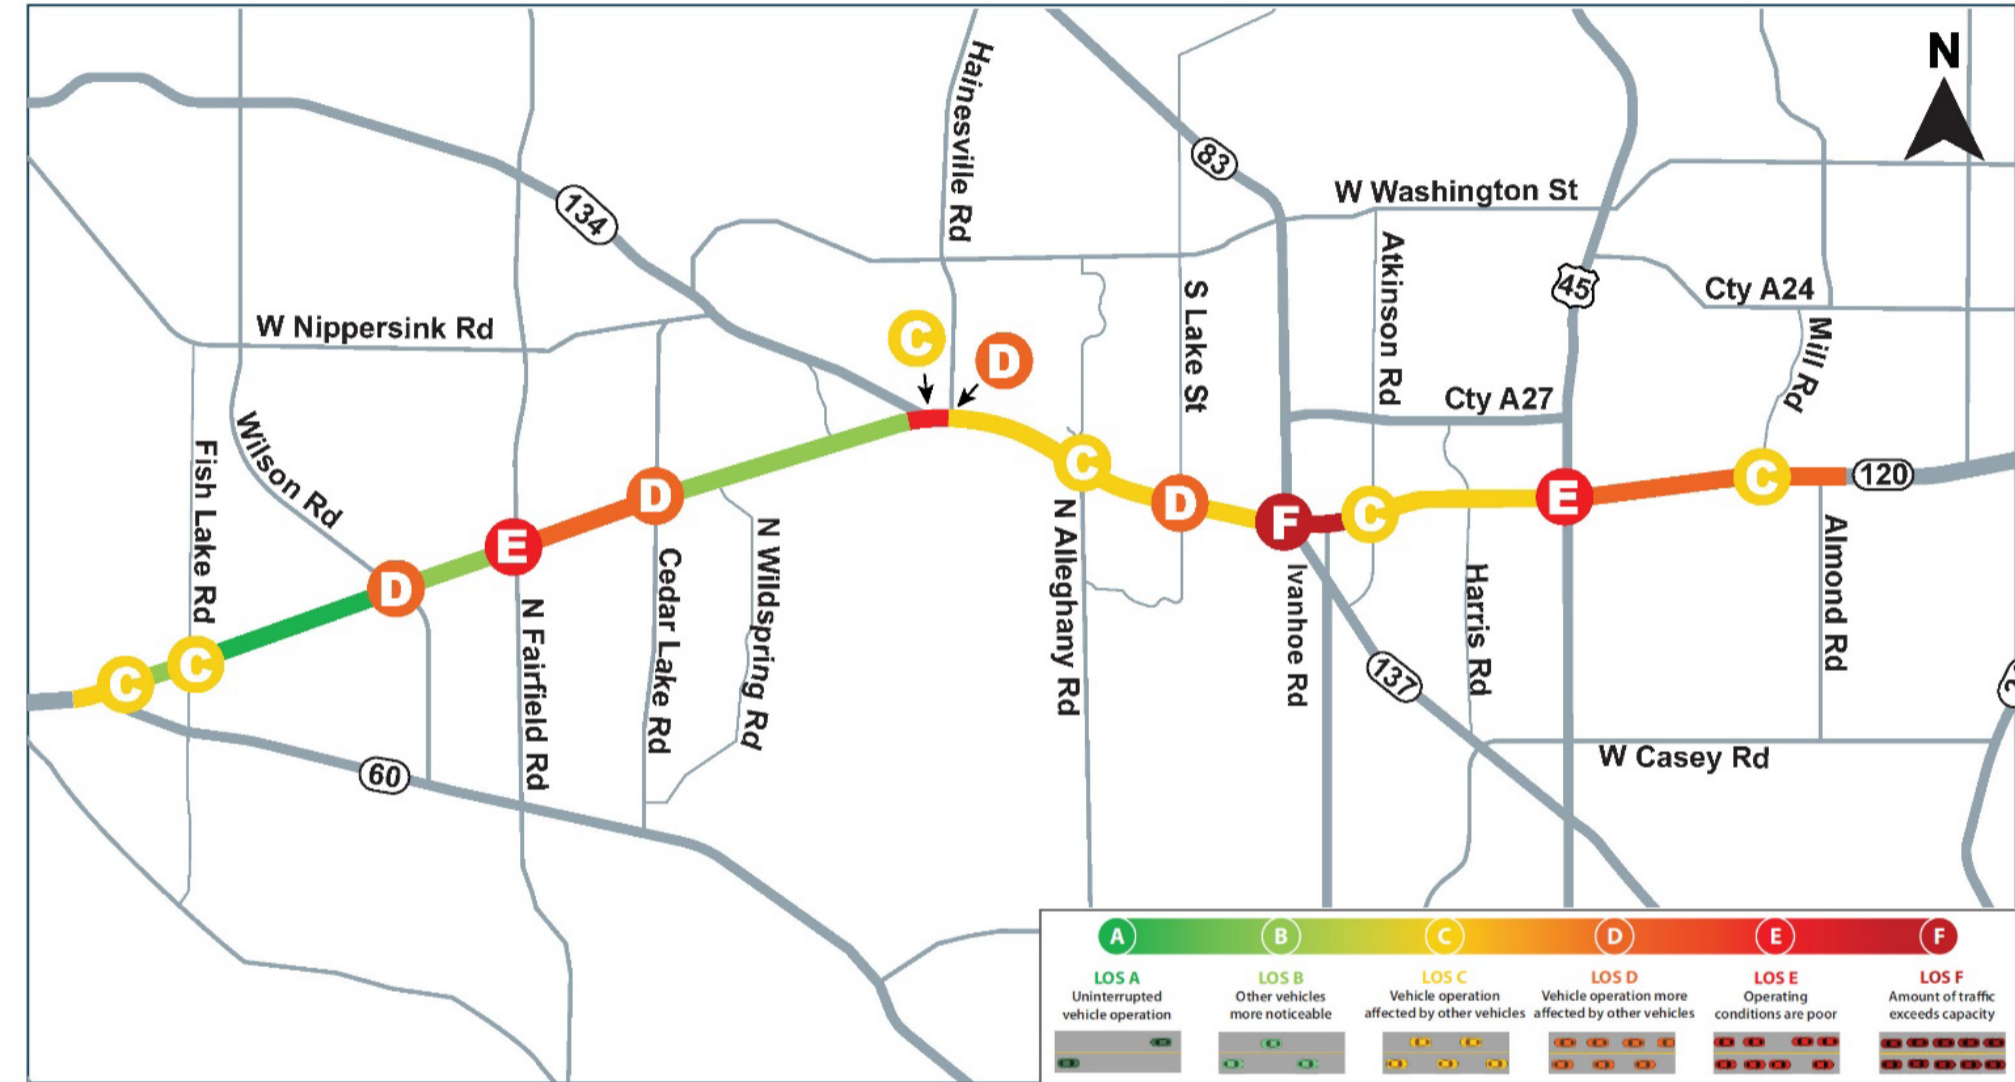 N
Hainesville Rd
83
W Washington St
134
Atkinson Rd
45
S Lake St
Cty A24
W Nippersink Rd
Mill Rd
C
D
Cty A27
Wilson Rd
Fish Lake Rd
C
D
C
120
D
E
N Alleghany Rd
F
C
E
D
N Wildspring Rd
Almond Rd
Cedar Lake Rd
Ivanhoe Rd
Harris Rd
N Fairfield Rd
C
C
137
W Casey Rd
60
A
B
C
D
E
F
LOS A
Uninterrupted
vehicle operation
LOS B
Other vehicles
more noticeable
LOS C
Vehicle operation
affected by other vehicles
LOS D
Vehicle operation more
affected by other vehicles
LOS E
Operating
conditions are poor
LOS F
Amount of traffic
exceeds capacity